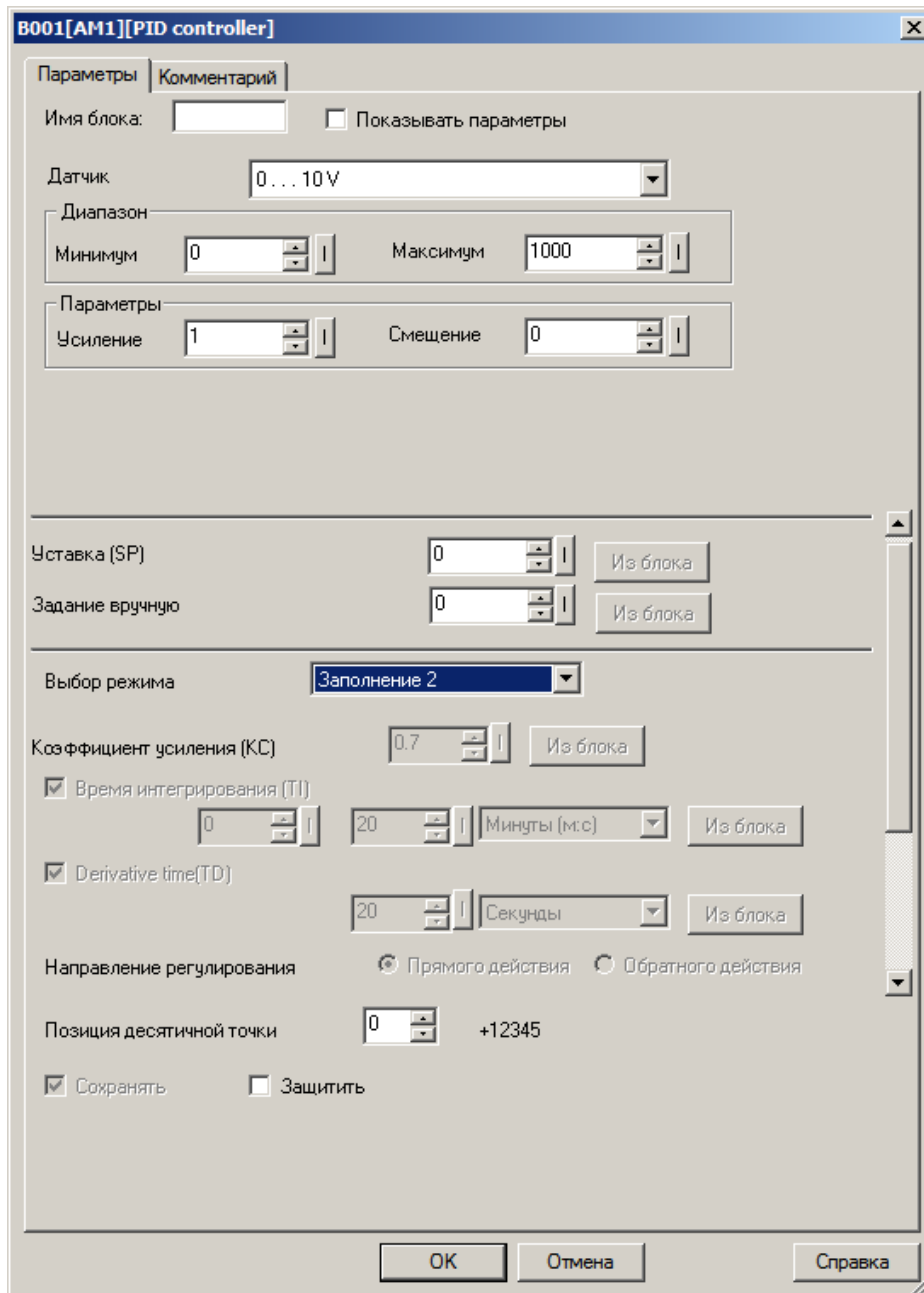 B001[AM1][PID controller]
Параметры Комментарий
Имя блока: Показывать параметры
Датчик 0 . . . 10 V
Диапазон
Минимум 0 I Максимум 1000 I
Параметры
Усиление 1 I Смещение 0 I
Уставка (SP) 0 I Из блока
Задание вручную 0 I Из блока
Выбор режима Заполнение 2
Коэффициент усиления (KC) 0.7 I Из блока
Время интегрирования (TI)
0 I 20 I Минуты (м:с) Из блока
Derivative time(TD)
20 I Секунды Из блока
Направление регулирования Прямого действия Обратного действия
Позиция десятичной точки 0 +12345
Сохранять Защитить
OK Отмена Справка